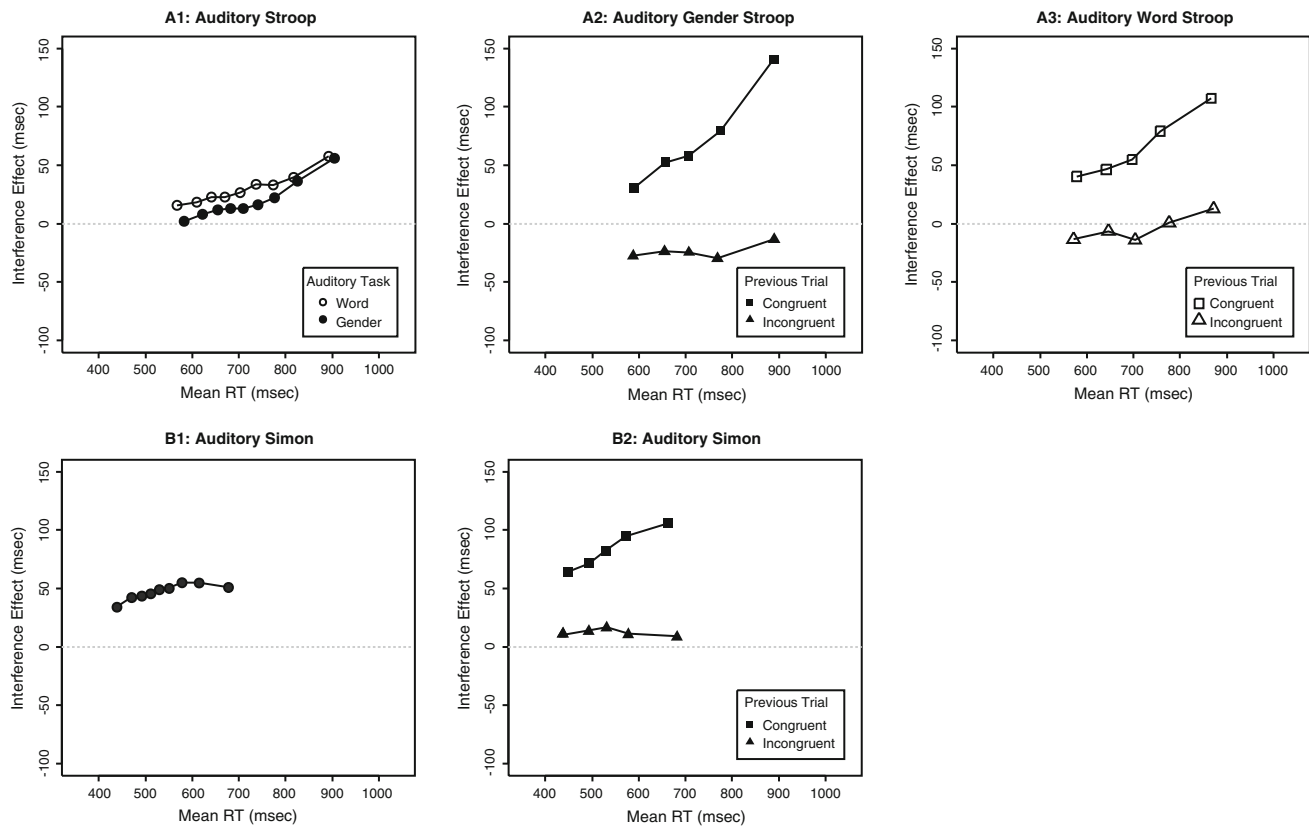 A1: Auditory Stroop
Interference Effect (msec)
150
100
50
0
-50
-100
Auditory Task
Word
Gender
400 500 600 700 800 900 1000
Mean RT (msec)
A2: Auditory Gender Stroop
Interference Effect (msec)
150
100
50
0
-50
-100
Previous Trial
Congruent
Incongruent
400 500 600 700 800 900 1000
Mean RT (msec)
A3: Auditory Word Stroop
Interference Effect (msec)
150
100
50
0
-50
-100
Previous Trial
Congruent
Incongruent
400 500 600 700 800 900 1000
Mean RT (msec)
B1: Auditory Simon
Interference Effect (msec)
150
100
50
0
-50
-100
400 500 600 700 800 900 1000
Mean RT (msec)
B2: Auditory Simon
Interference Effect (msec)
150
100
50
0
-50
-100
Previous Trial
Congruent
Incongruent
400 500 600 700 800 900 1000
Mean RT (msec)